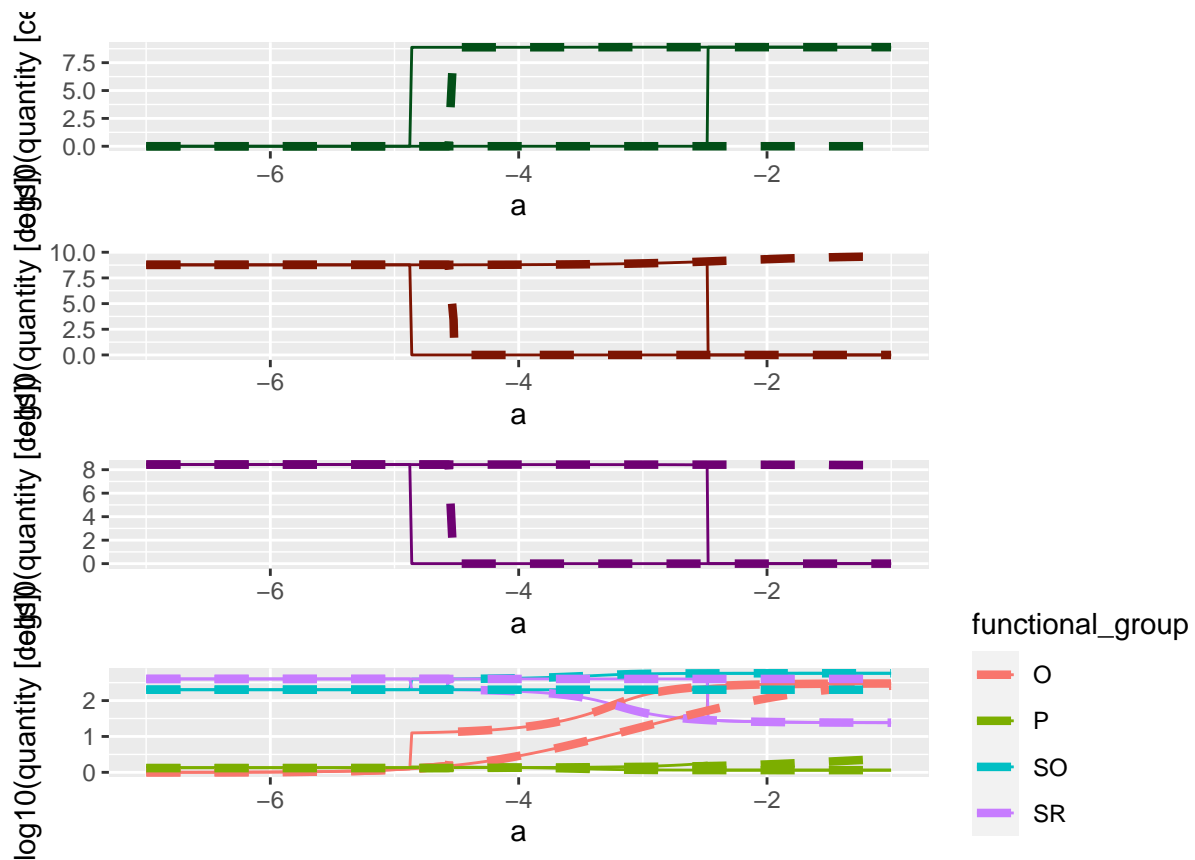 log10(quantity [ce
7.5
5.0
2.5
0.0
−6 −4 −2
a
log10(quantity [cells])
10.0
7.5
5.0
2.5
0.0
−6 −4 −2
a
log10(quantity [cells])
8
6
4
2
0
−6 −4 −2
a
log10(quantity [cells])
2
1
0
−6 −4 −2
a
functional_group
O
P
SO
SR